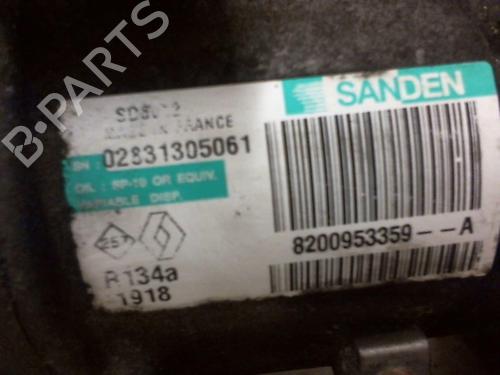 B-PARTS
SANDEN
MADE IN FRANCE
SN : 02831305061
OIL : SP-10 OR EQUIV.
VARIABLE DISP.
257
8200953359--A
R134a
1918